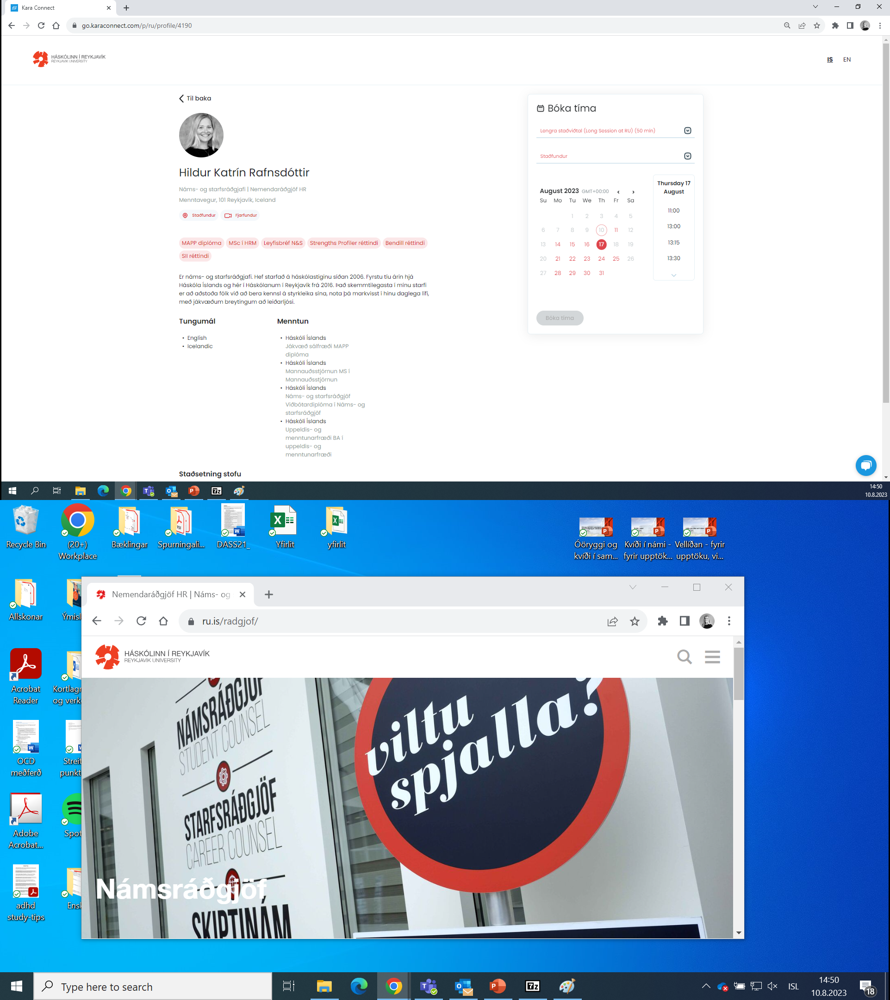 Kara Connect
go.karaconnect.com/p/ru/profile/4190
HÁSKÓLINN Í REYKJAVÍK
REYKJAVIK UNIVERSITY
IS EN
Til baka
Hildur Katrín Rafnsdóttir
Náms- og starfsráðgjafi | Nemendaráðgjöf HR
Menntavegur, 101 Reykjavík, Iceland
Staðfundur Fjarfundur
MAPP diplóma MSc í HRM Leyfisbréf N&S Strengths Profiler réttindi Bendill réttindi
SII réttindi
Er náms- og starfsráðgjafi. Hef starfað á háskólastiginu síðan 2006. Fyrstu tíu árin hjá
Háskóla Íslands og hér í Háskólanum í Reykjavík frá 2016. Það skemmtilegasta í mínu starfi
er að aðstoða fólk við að bera kennsl á styrkleika sína, nota þá markvisst í hinu daglega lífi,
með jákvæðum breytingum að leiðarljósi.
Tungumál
English
Icelandic
Menntun
Háskóli Íslands
Jákvæð sálfræði MAPP
diplóma
Háskóli Íslands
Mannauðsstjórnun MS í
Mannauðsstjórnun
Háskóli Íslands
Náms- og starfsráðgjöf
Viðbótardiplóma í Náms- og
starfsráðgjöf
Háskóli Íslands
Uppeldis- og
menntunarfræði BA í
uppeldis- og
menntunarfræði
Staðsetning stofu
Bóka tíma
Lengra staðviðtal (Long Session at RU) (50 mín)
Staðfundur
August 2023 GMT+00:00
Su Mo Tu We Th Fr Sa
1 2 3 4 5
6 7 8 9 10 11 12
13 14 15 16 17 18 19
20 21 22 23 24 25 26
27 28 29 30 31
Thursday 17
August
11:00
13:00
13:15
13:30
Bóka tíma
14:50
10.8.2023
Recycle Bin
(20+)
Workplace
Bæklingar
Spurningali...
DASS21_
Yfirlit
yfirlit
Óöryggi og
kvíði í sam...
Kvíði í námi -
fyrir upptök...
Vellíðan - fyrir
upptöku, vi...
Allskonar
Ýmisl
Acrobat
Reader
Kortlagr
og verk
OCD
meðferð
Streit
punkt
Adobe
Acrobat...
Spot
adhd
study-tips
Ensk
Nemendaráðgjöf HR | Náms- og
ru.is/radgjof/
HÁSKÓLINN Í REYKJAVÍK
REYKJAVIK UNIVERSITY
NÁMSRÁÐGJÖF
STUDENT COUNSEL
STARFSRÁÐGJÖF
CAREER COUNSEL
SKIPTINÁM
viltu
spjalla?
Námsráðgjöf
Type here to search
ISL
14:50
10.8.2023
18